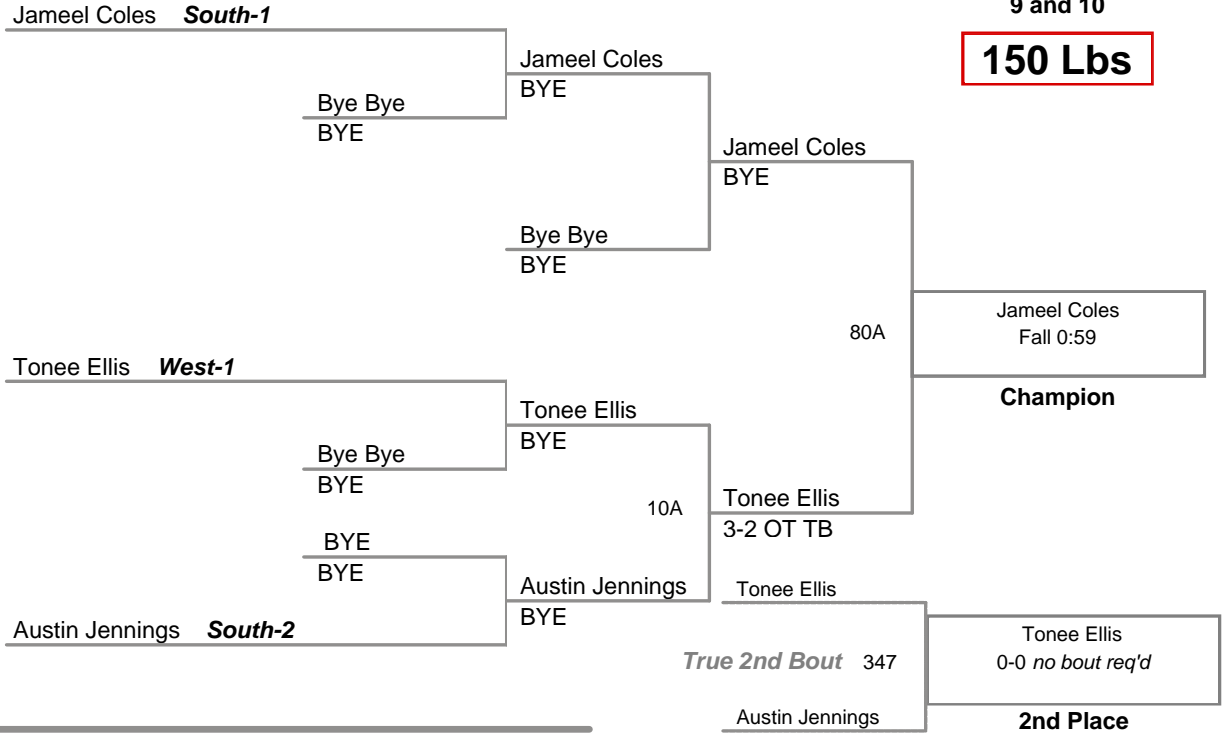 9 and 10
150 Lbs
Jameel Coles South-1
Jameel Coles
BYE
Bye Bye
BYE
Jameel Coles
BYE
Bye Bye
BYE
80A
Jameel Coles
Fall 0:59
Champion
Tonee Ellis West-1
Tonee Ellis
BYE
Bye Bye
BYE
10A
Tonee Ellis
3-2 OT TB
BYE
BYE
Austin Jennings
BYE
Austin Jennings South-2
Tonee Ellis
True 2nd Bout 347
Tonee Ellis
0-0 no bout req'd
Austin Jennings
2nd Place